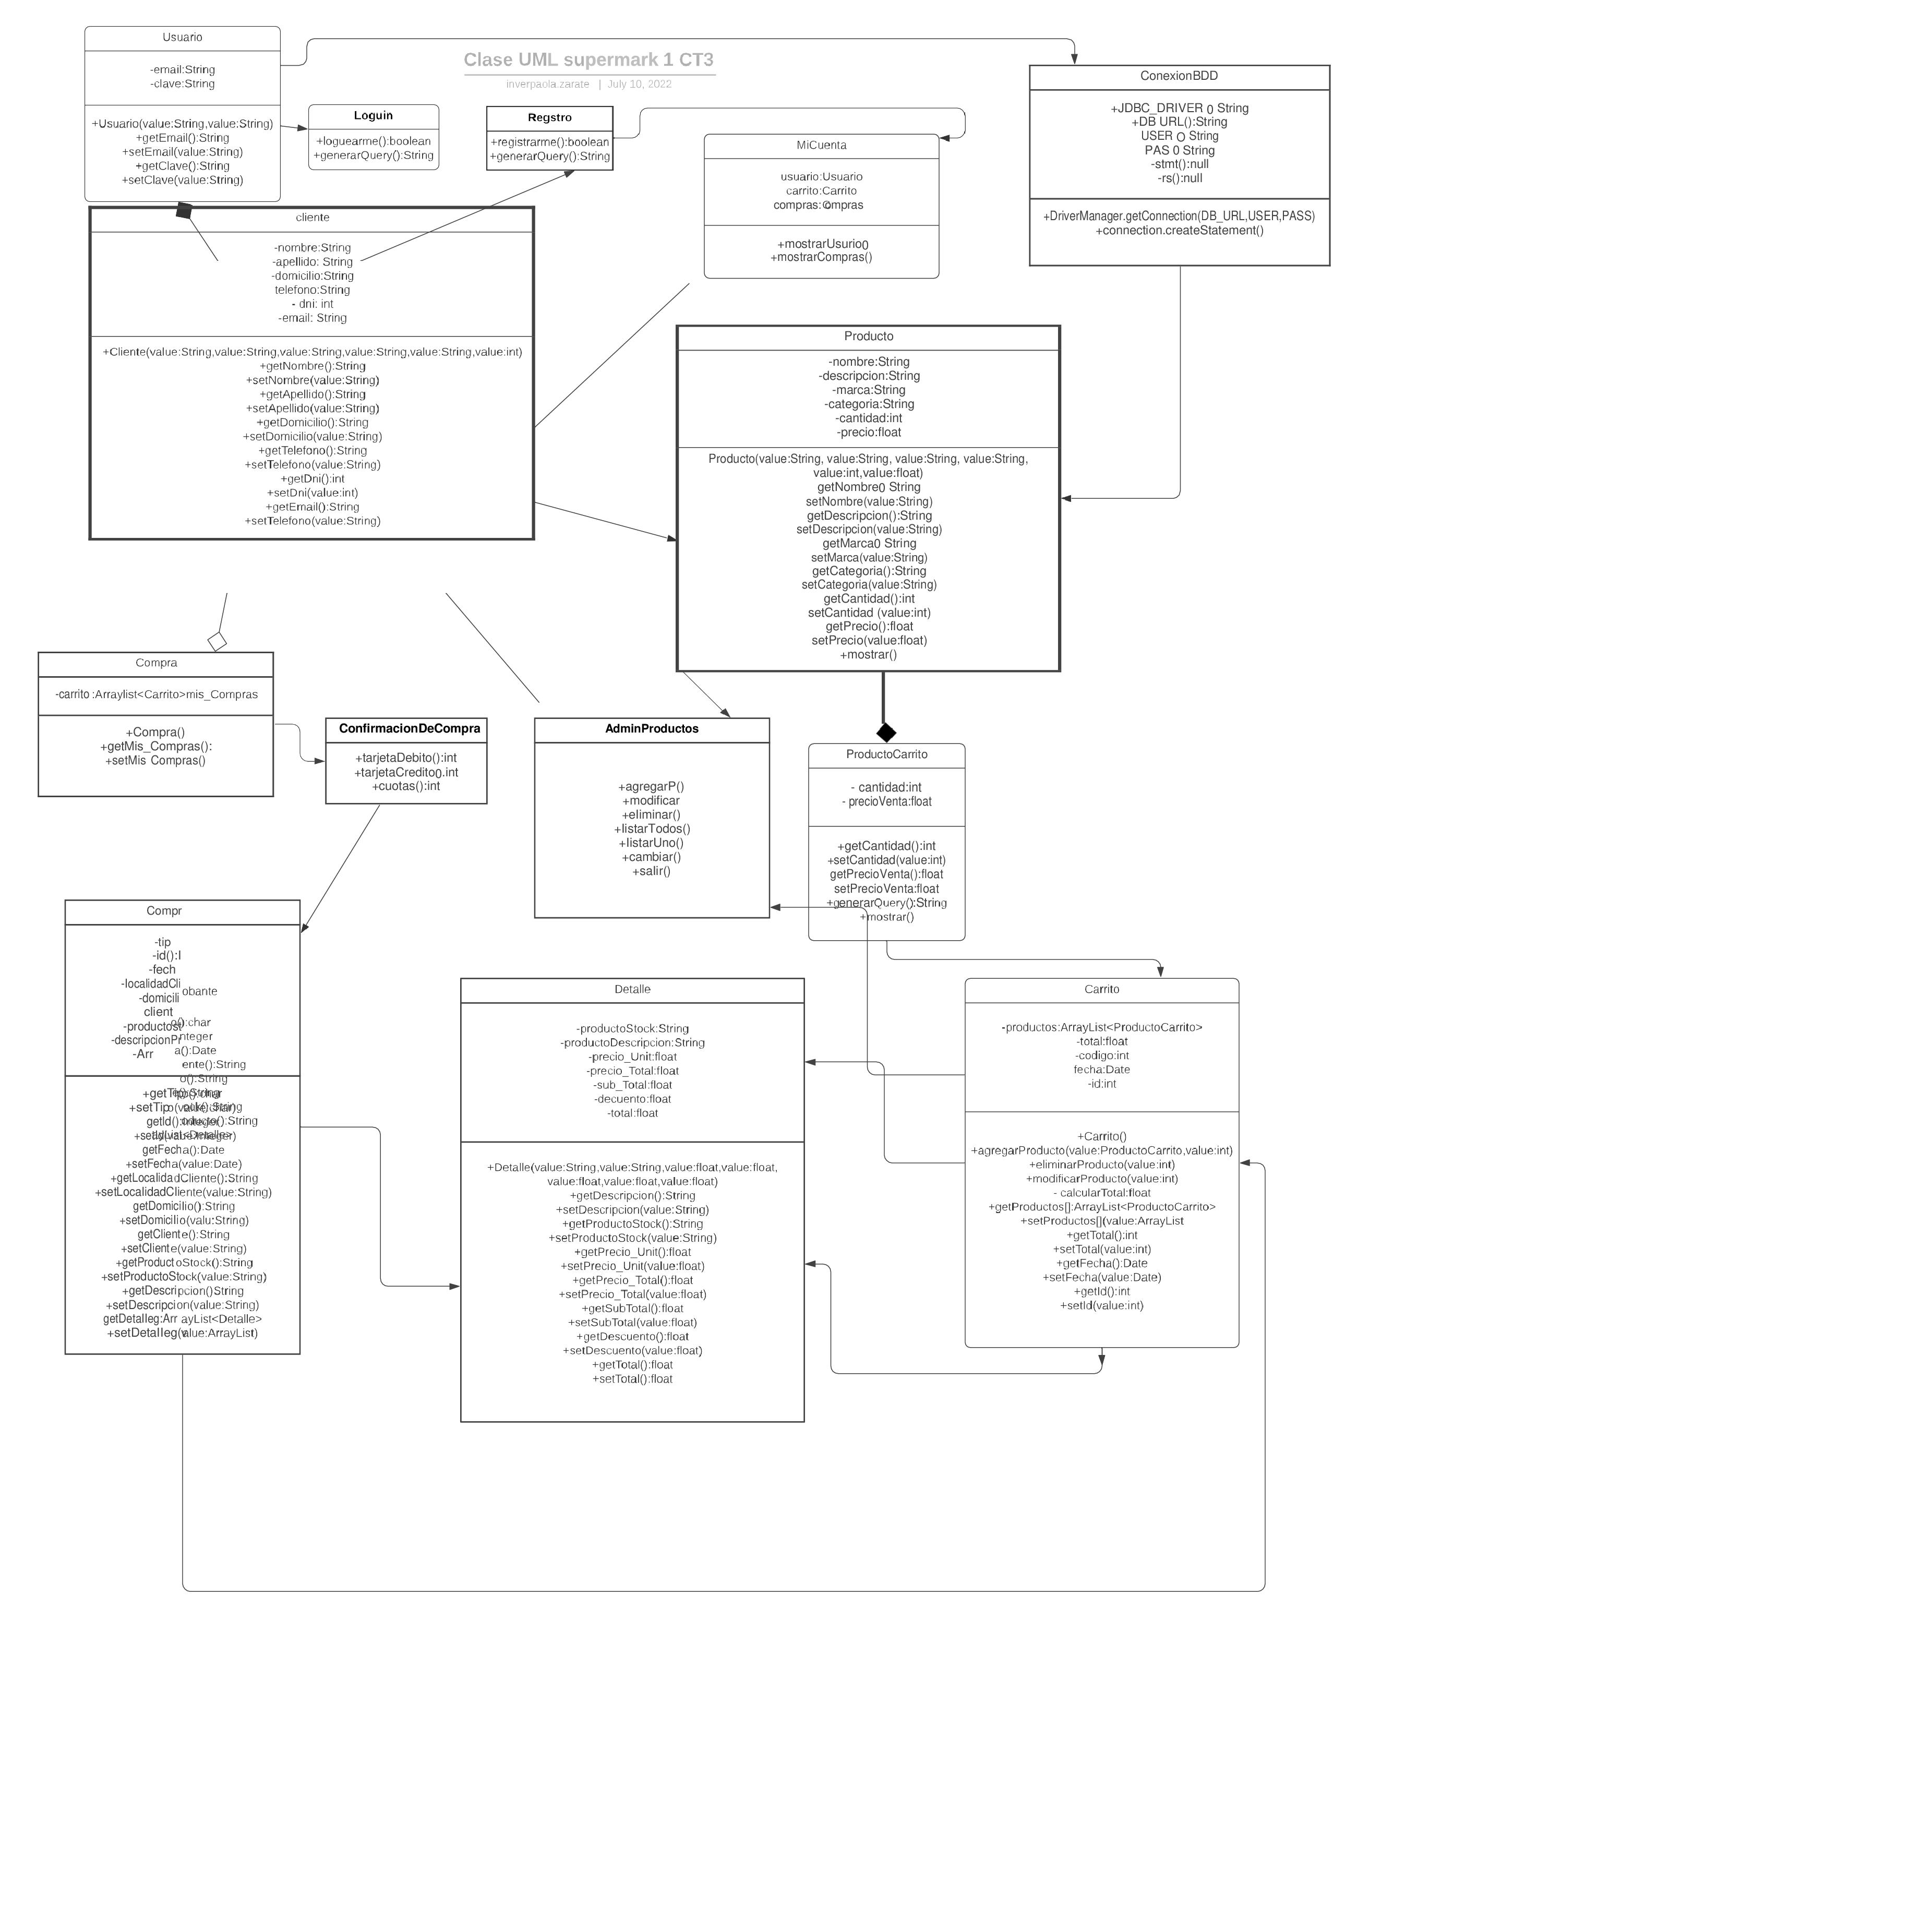 Clase UML supermark 1 CT3
inverpaola.zarate | July 10, 2022
Usuario
-email:String
-clave:String
+Usuario(value:String,value:String)
+getEmail():String
+setEmail(value:String)
+getClave():String
+setClave(value:String)
Loguin
+loguearme():boolean
+generarQuery():String
Regstro
+registrarme():boolean
+generarQuery():String
MiCuenta
usuario:Usuario
carrito:Carrito
compras:Compras
+mostrarUsurio()
+mostrarCompras()
ConexionBDD
+JDBC_DRIVER () String
+DB URL():String
USER () String
PAS () String
-stmt():null
-rs():null
+DriverManager.getConnection(DB_URL,USER,PASS)
+connection.createStatement()
cliente
-nombre:String
-apellido: String
-domicilio:String
telefono:String
- dni: int
-email: String
+Cliente(value:String,value:String,value:String,value:String,value:String,value:int)
+getNombre():String
+setNombre(value:String)
+getApellido():String
+setApellido(value:String)
+getDomicilio():String
+setDomicilio(value:String)
+getTelefono():String
+setTelefono(value:String)
+getDni():int
+setDni(value:int)
+getEmail():String
+setTelefono(value:String)
Producto
-nombre:String
-descripcion:String
-marca:String
-categoria:String
-cantidad:int
-precio:float
Producto(value:String, value:String, value:String, value:String,
value:int,value:float)
getNombre() String
setNombre(value:String)
getDescripcion():String
setDescripcion(value:String)
getMarca() String
setMarca(value:String)
getCategoria():String
setCategoria(value:String)
getCantidad():int
setCantidad (value:int)
getPrecio():float
setPrecio(value:float)
+mostrar()
Compra
-carrito :Arraylist<Carrito>mis_Compras
+Compra()
+getMis_Compras():
+setMis Compras()
ConfirmacionDeCompra
+tarjetaDebito():int
+tarjetaCredito().int
+cuotas():int
AdminProductos
+agregarP()
+modificar
+eliminar()
+listarTodos()
+listarUno()
+cambiar()
+salir()
ProductoCarrito
- cantidad:int
- precioVenta:float
+getCantidad():int
+setCantidad(value:int)
getPrecioVenta():float
setPrecioVenta:float
+generarQuery():String
+mostrar()
Compr
obante
-tip
-id():I
-fech
-localidadCli
-domicili
client
-productost
-descripcionPr
-Arr
o():char
nteger
a():Date
ente():String
o():String
+getTipo():char
+setTipo(value:char)
getId():Integer
+setId(value:Integer)
getFecha():Date
+setFecha(value:Date)
+getLocalidadCliente():String
+setLocalidadCliente(value:String)
getDomicilio():String
+setDomicilio(valu:String)
getCliente():String
+setCliente(value:String)
+getProductoStock():String
+setProductoStock(value:String)
+getDescripcion()String
+setDescripcion(value:String)
getDetalleg:ArrayList<Detalle>
+setDetalleg(value:ArrayList)
Detalle
-productoStock:String
-productoDescripcion:String
-precio_Unit:float
-precio_Total:float
-sub_Total:float
-decuento:float
-total:float
+Detalle(value:String,value:String,value:float,value:float,
value:float,value:float,value:float)
+getDescripcion():String
+setDescripcion(value:String)
+getProductoStock():String
+setProductoStock(value:String)
+getPrecio_Unit():float
+setPrecio_Unit(value:float)
+getPrecio_Total():float
+setPrecio_Total(value:float)
+getSubTotal():float
+setSubTotal(value:float)
+getDescuento():float
+setDescuento(value:float)
+getTotal():float
+setTotal():float
Carrito
-productos:ArrayList<ProductoCarrito>
-total:float
-codigo:int
fecha:Date
-id:int
+Carrito()
+agregarProducto(value:ProductoCarrito,value:int)
+eliminarProducto(value:int)
+modificarProducto(value:int)
- calcularTotal:float
+getProductos[]:ArrayList<ProductoCarrito>
+setProductos[](value:ArrayList
+getTotal():int
+setTotal(value:int)
+getFecha():Date
+setFecha(value:Date)
+getId():int
+setId(value:int)